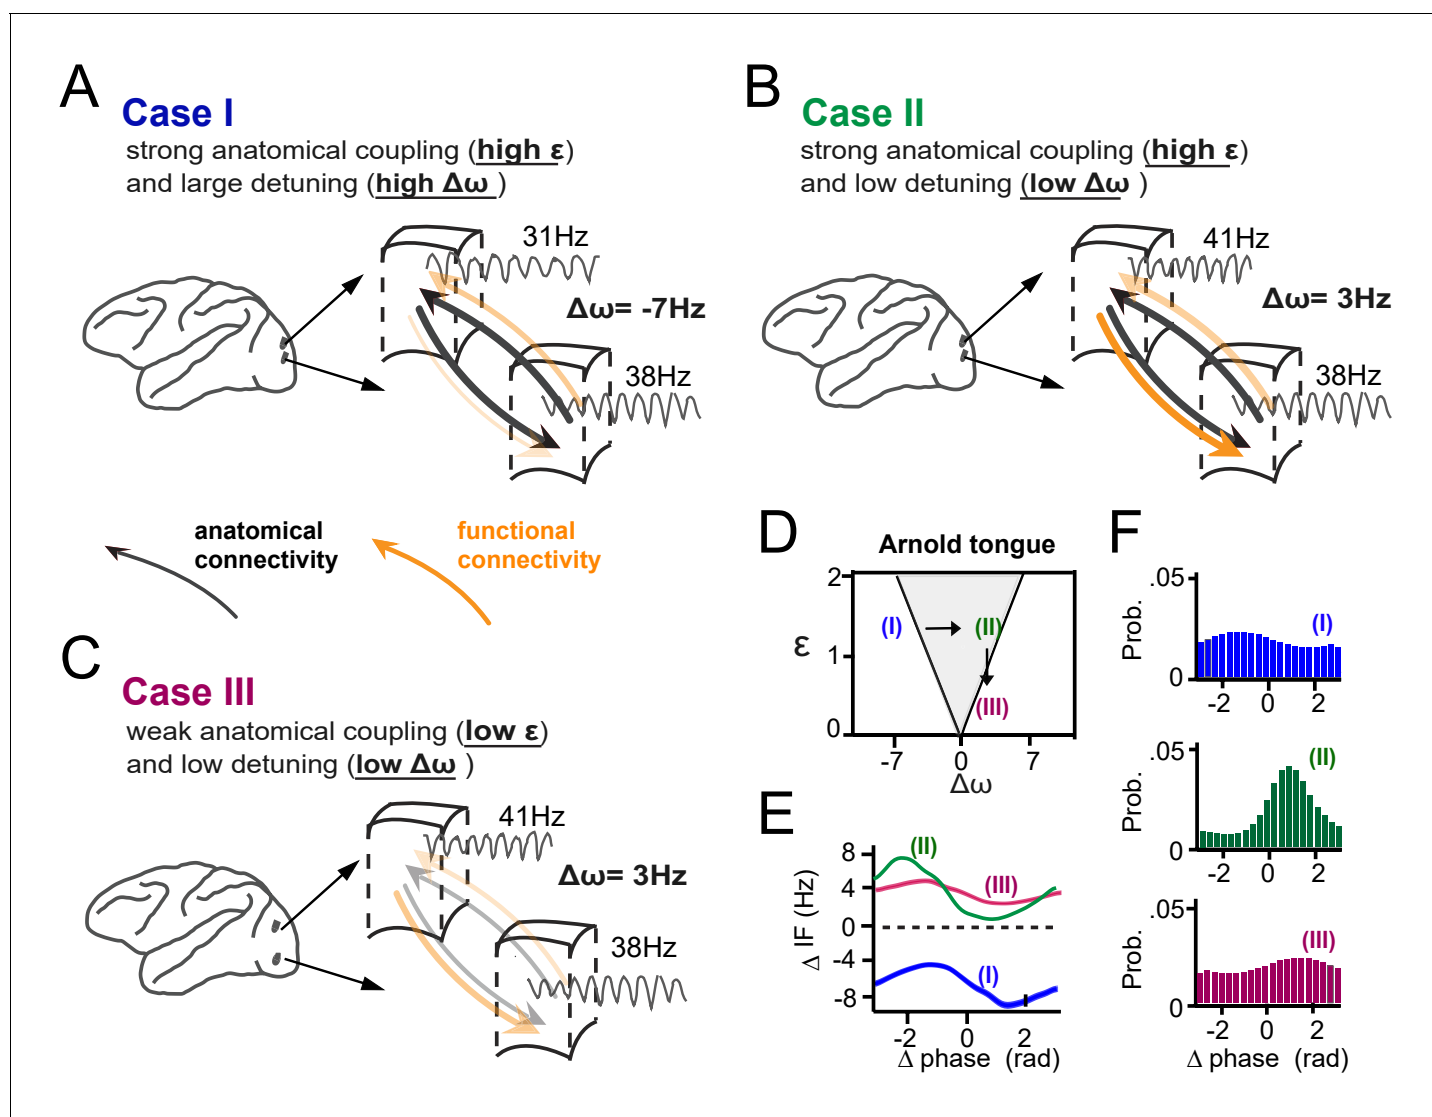 A
Case I
strong anatomical coupling (high ε)
and large detuning (high Δω )
31Hz
Δω= -7Hz
38Hz
B
Case II
strong anatomical coupling (high ε)
and low detuning (low Δω )
41Hz
Δω= 3Hz
38Hz
anatomical
connectivity
functional
connectivity
C
Case III
weak anatomical coupling (low ε)
and low detuning (low Δω )
41Hz
Δω= 3Hz
38Hz
D
Arnold tongue
2
(I)
(II)
ε
1
(III)
0
-7
0
7
Δω
E
8
(II)
4
(III)
Δ IF (Hz)
0
-4
(I)
-8
-2
0
2
Δ phase (rad)
F
.05
(I)
Prob.
0
-2
0
2
.05
(II)
Prob.
0
-2
0
2
.05
(III)
Prob.
0
-2
0
2
Δ phase (rad)